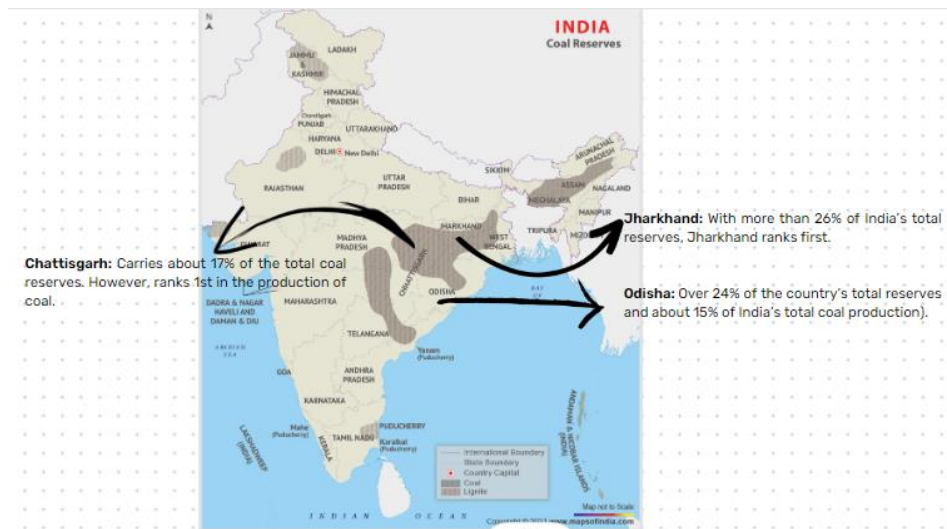 N
A
INDIA
Coal Reserves
LADAKH
JAMMU
&
KASHMIR
HIMACHAL
PRADESH
Chandigarh
PUNJAB
UTTARAKHAND
HARYANA
DELHI New Delhi
SIKKIM
ARUNACHAL
PRADESH
RAJASTHAN
UTTAR
PRADESH
ASSAM
NAGALAND
BIHAR
MEGHALAYA
MANIPUR
Jharkhand: With more than 26% of India's total
reserves, Jharkhand ranks first.
TRIPURA
WEST
BENGAL
MADHYA
PRADESH
Chattisgarh: Carries about 17% of the total coal
reserves. However, ranks 1st in the production of
coal.
CHHATTISGARH
ODISHA
BAY
OF
Odisha: Over 24% of the country's total reserves
and about 15% of India's total coal production).
DADRA & NAGAR
HAVELI AND
DAMAN & DIU
MAHARASHTRA
TELANGANA
ARABIAN
SEA
Yanam
(Puducherry)
GOA
ANDHRA
PRADESH
KARNATAKA
ANDAMAN & NICOBAR ISLANDS
(INDIA)
LAKSHADWEEP
(INDIA)
Mahe
(Puducherry)
KERALA
TAMIL NADU
PUDUCHERRY
Karaikal
(Puducherry)
International Boundary
State Boundary
Country Capital
Coal
Lignite
Map not to Scale
INDIAN OCEAN
www.mapsofindia.com